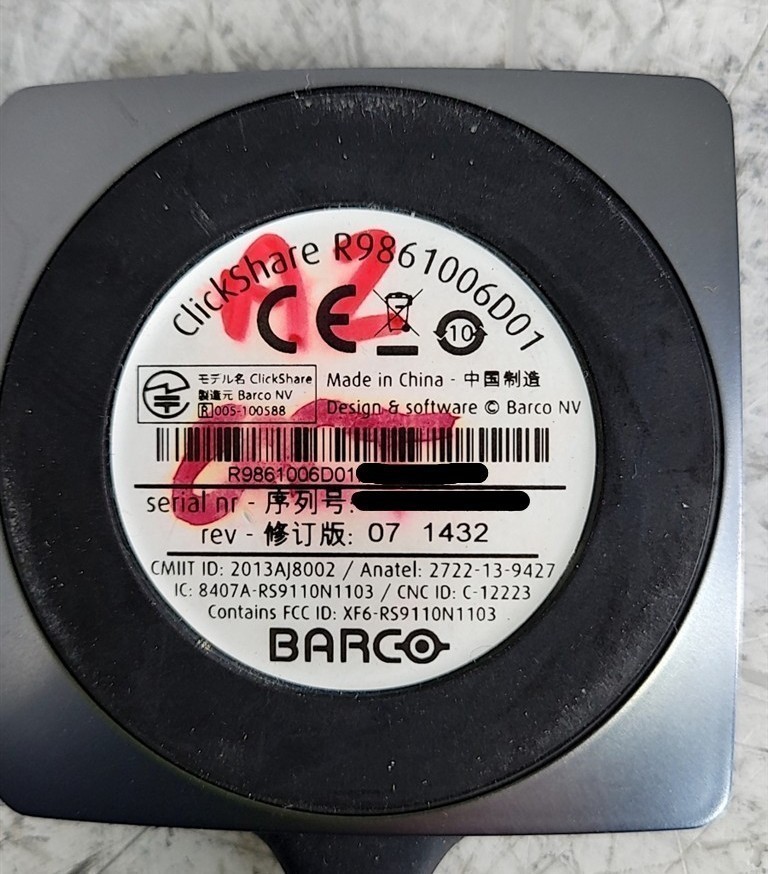 ClickShare R9861006D01
A2
CE
10
モデル名 ClickShare
製造元 Barco NV
R 005-100588
Made in China - 中国制造
Design & software © Barco NV
R9861006D01
serial nr - 序列号:
rev - 修订版: 07 1432
CMIIT ID: 2013AJ8002 / Anatel: 2722-13-9427
IC: 8407A-RS9110N1103 / CNC ID: C-12223
Contains FCC ID: XF6-RS9110N1103
BARCO